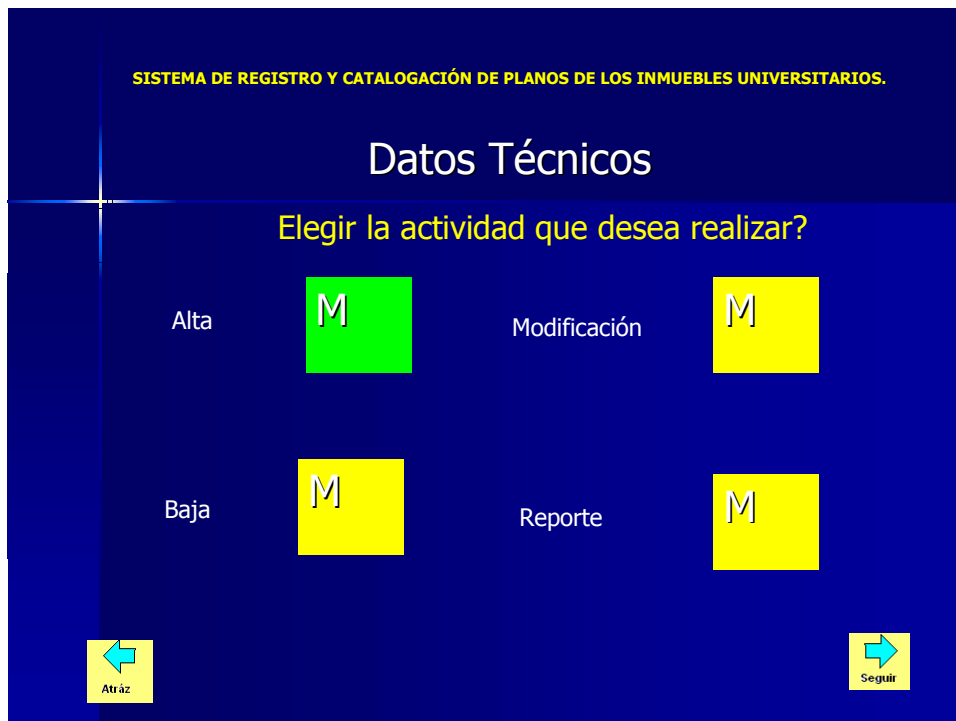 SISTEMA DE REGISTRO Y CATALOGACIÓN DE PLANOS DE LOS INMUEBLES UNIVERSITARIOS.
Datos Técnicos
Elegir la actividad que desea realizar?
Alta
M
Modificación
M
Baja
M
Reporte
M
Atráz
Seguir